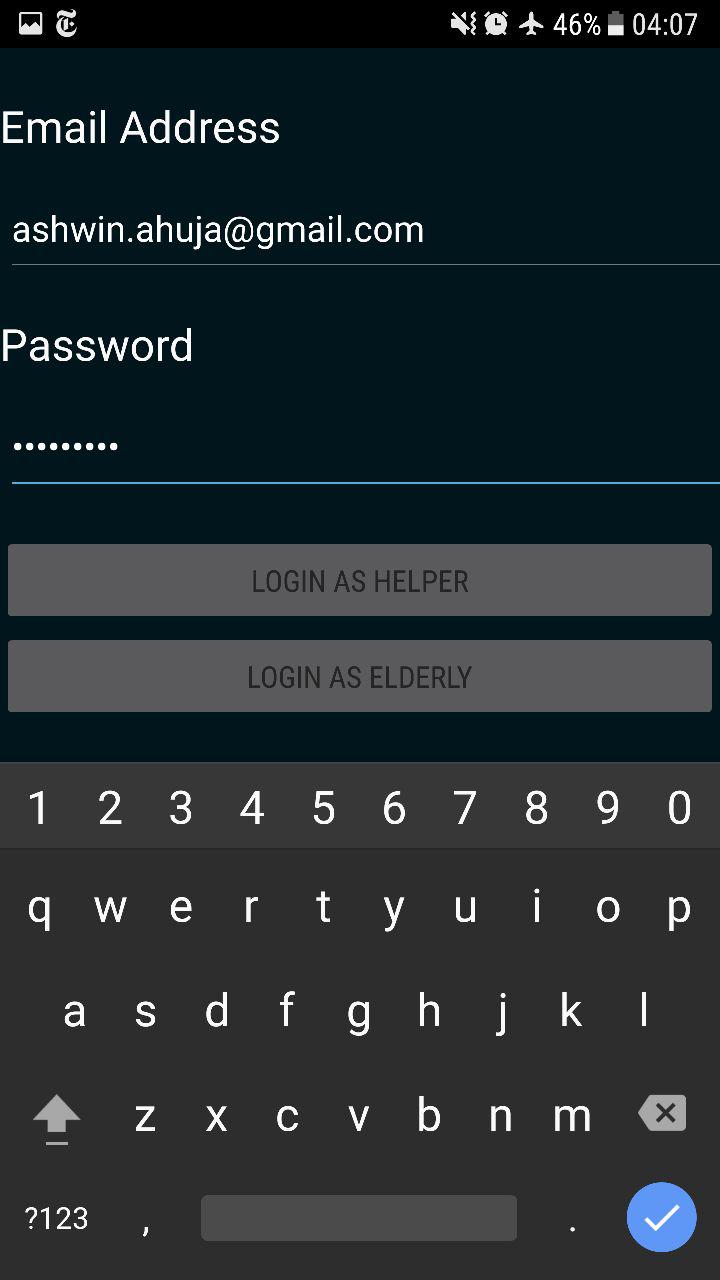 46% 04:07
Email Address
ashwin.ahuja@gmail.com
Password
•••••••••
LOGIN AS HELPER
LOGIN AS ELDERLY
1 2 3 4 5 6 7 8 9 0
q w e r t y u i o p
a s d f g h j k l
z x c v b n m
?123 , .